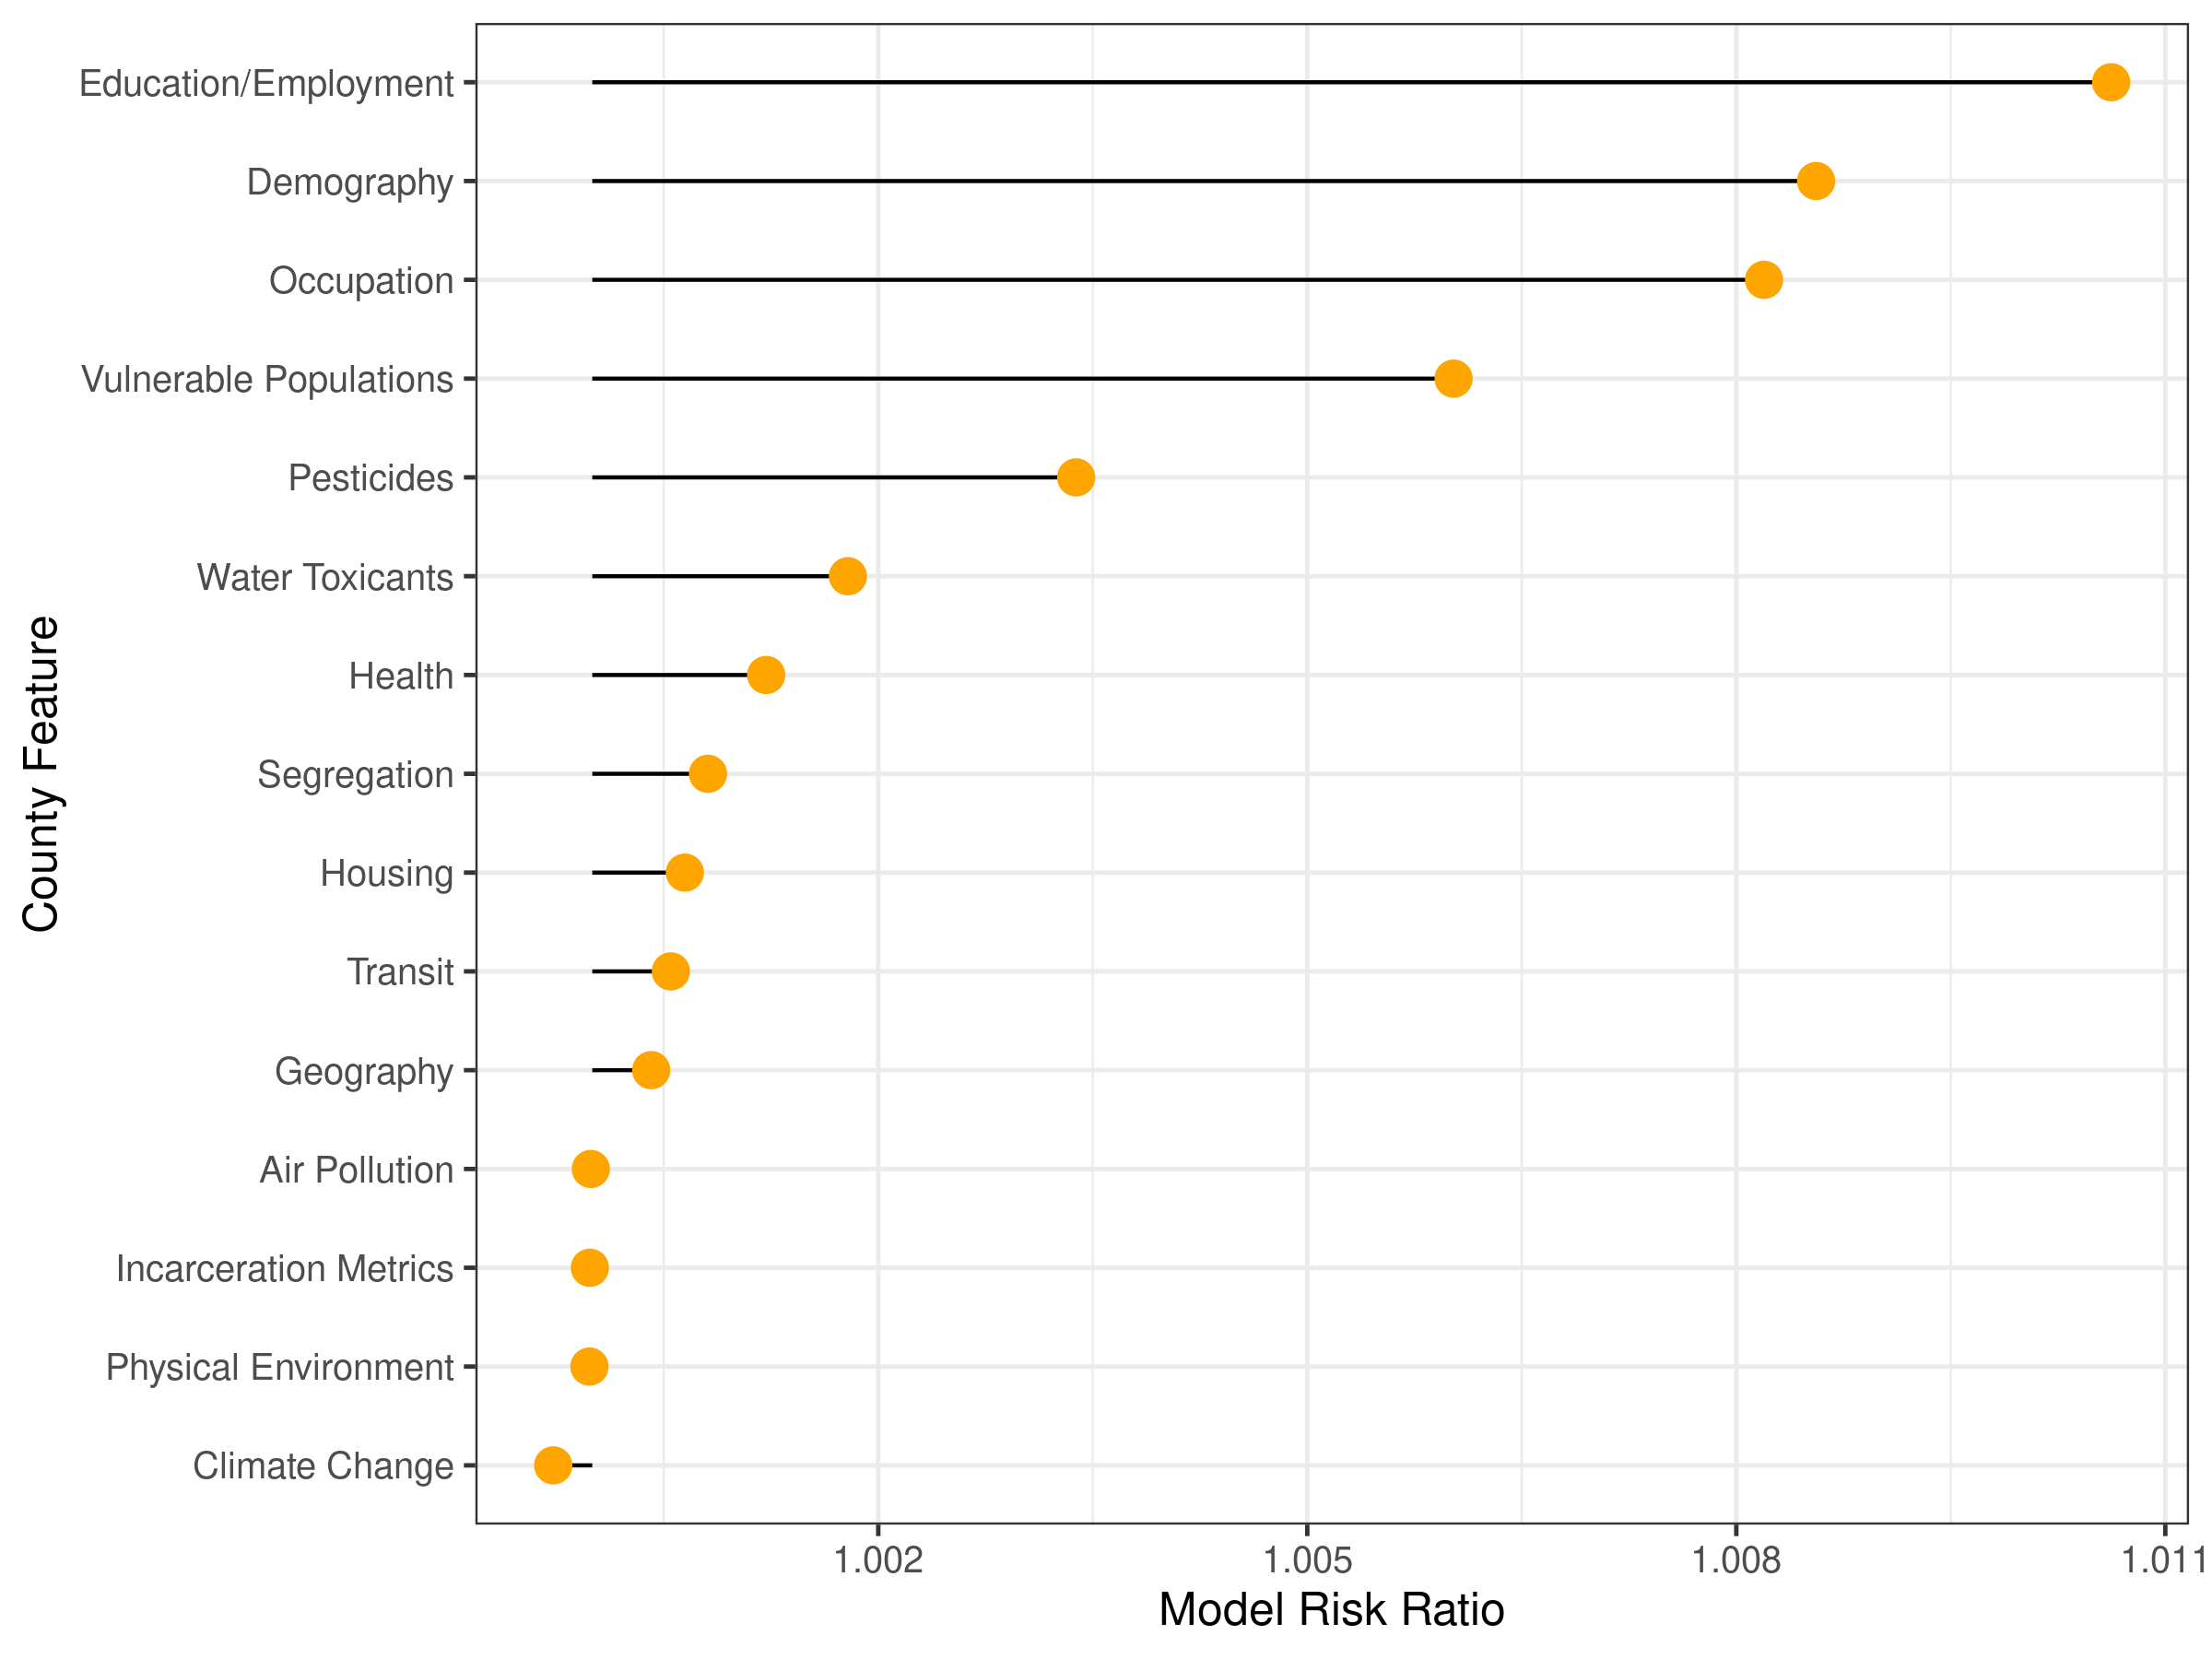 Education/Employment
Demography
Occupation
Vulnerable Populations
Pesticides
Water Toxicants
Health
Segregation
Housing
Transit
Geography
Air Pollution
Incarceration Metrics
Physical Environment
Climate Change
County Feature
1.002 1.005 1.008 1.011
Model Risk Ratio